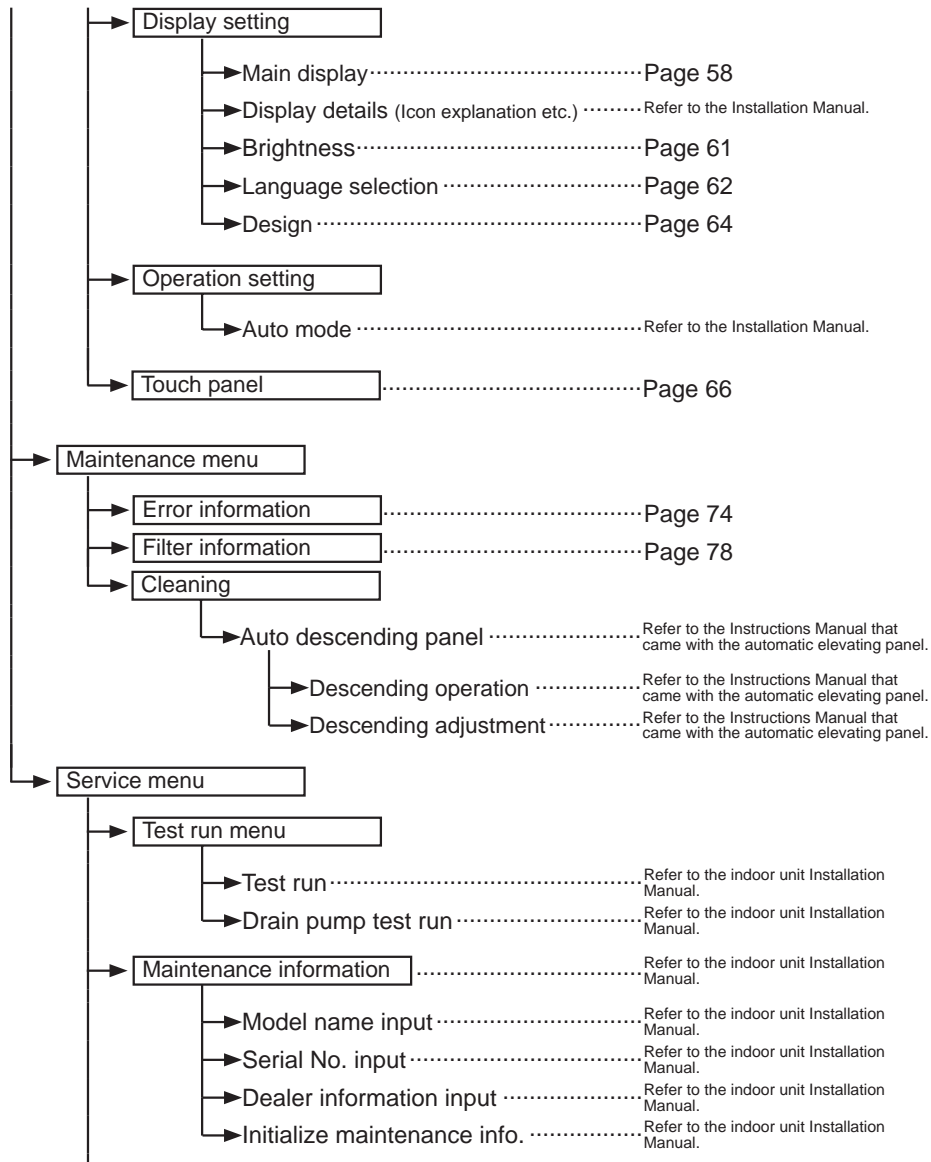 Display setting
Main display Page 58
Display details (Icon explanation etc.) Refer to the Installation Manual.
Brightness Page 61
Language selection Page 62
Design Page 64
Operation setting
Auto mode Refer to the Installation Manual.
Touch panel Page 66
Maintenance menu
Error information Page 74
Filter information Page 78
Cleaning
Auto descending panel Refer to the Instructions Manual that
came with the automatic elevating panel.
Descending operation Refer to the Instructions Manual that
came with the automatic elevating panel.
Descending adjustment Refer to the Instructions Manual that
came with the automatic elevating panel.
Service menu
Test run menu
Test run Refer to the indoor unit Installation
Manual.
Drain pump test run Refer to the indoor unit Installation
Manual.
Maintenance information Refer to the indoor unit Installation
Manual.
Model name input Refer to the indoor unit Installation
Manual.
Serial No. input Refer to the indoor unit Installation
Manual.
Dealer information input Refer to the indoor unit Installation
Manual.
Initialize maintenance info. Refer to the indoor unit Installation
Manual.